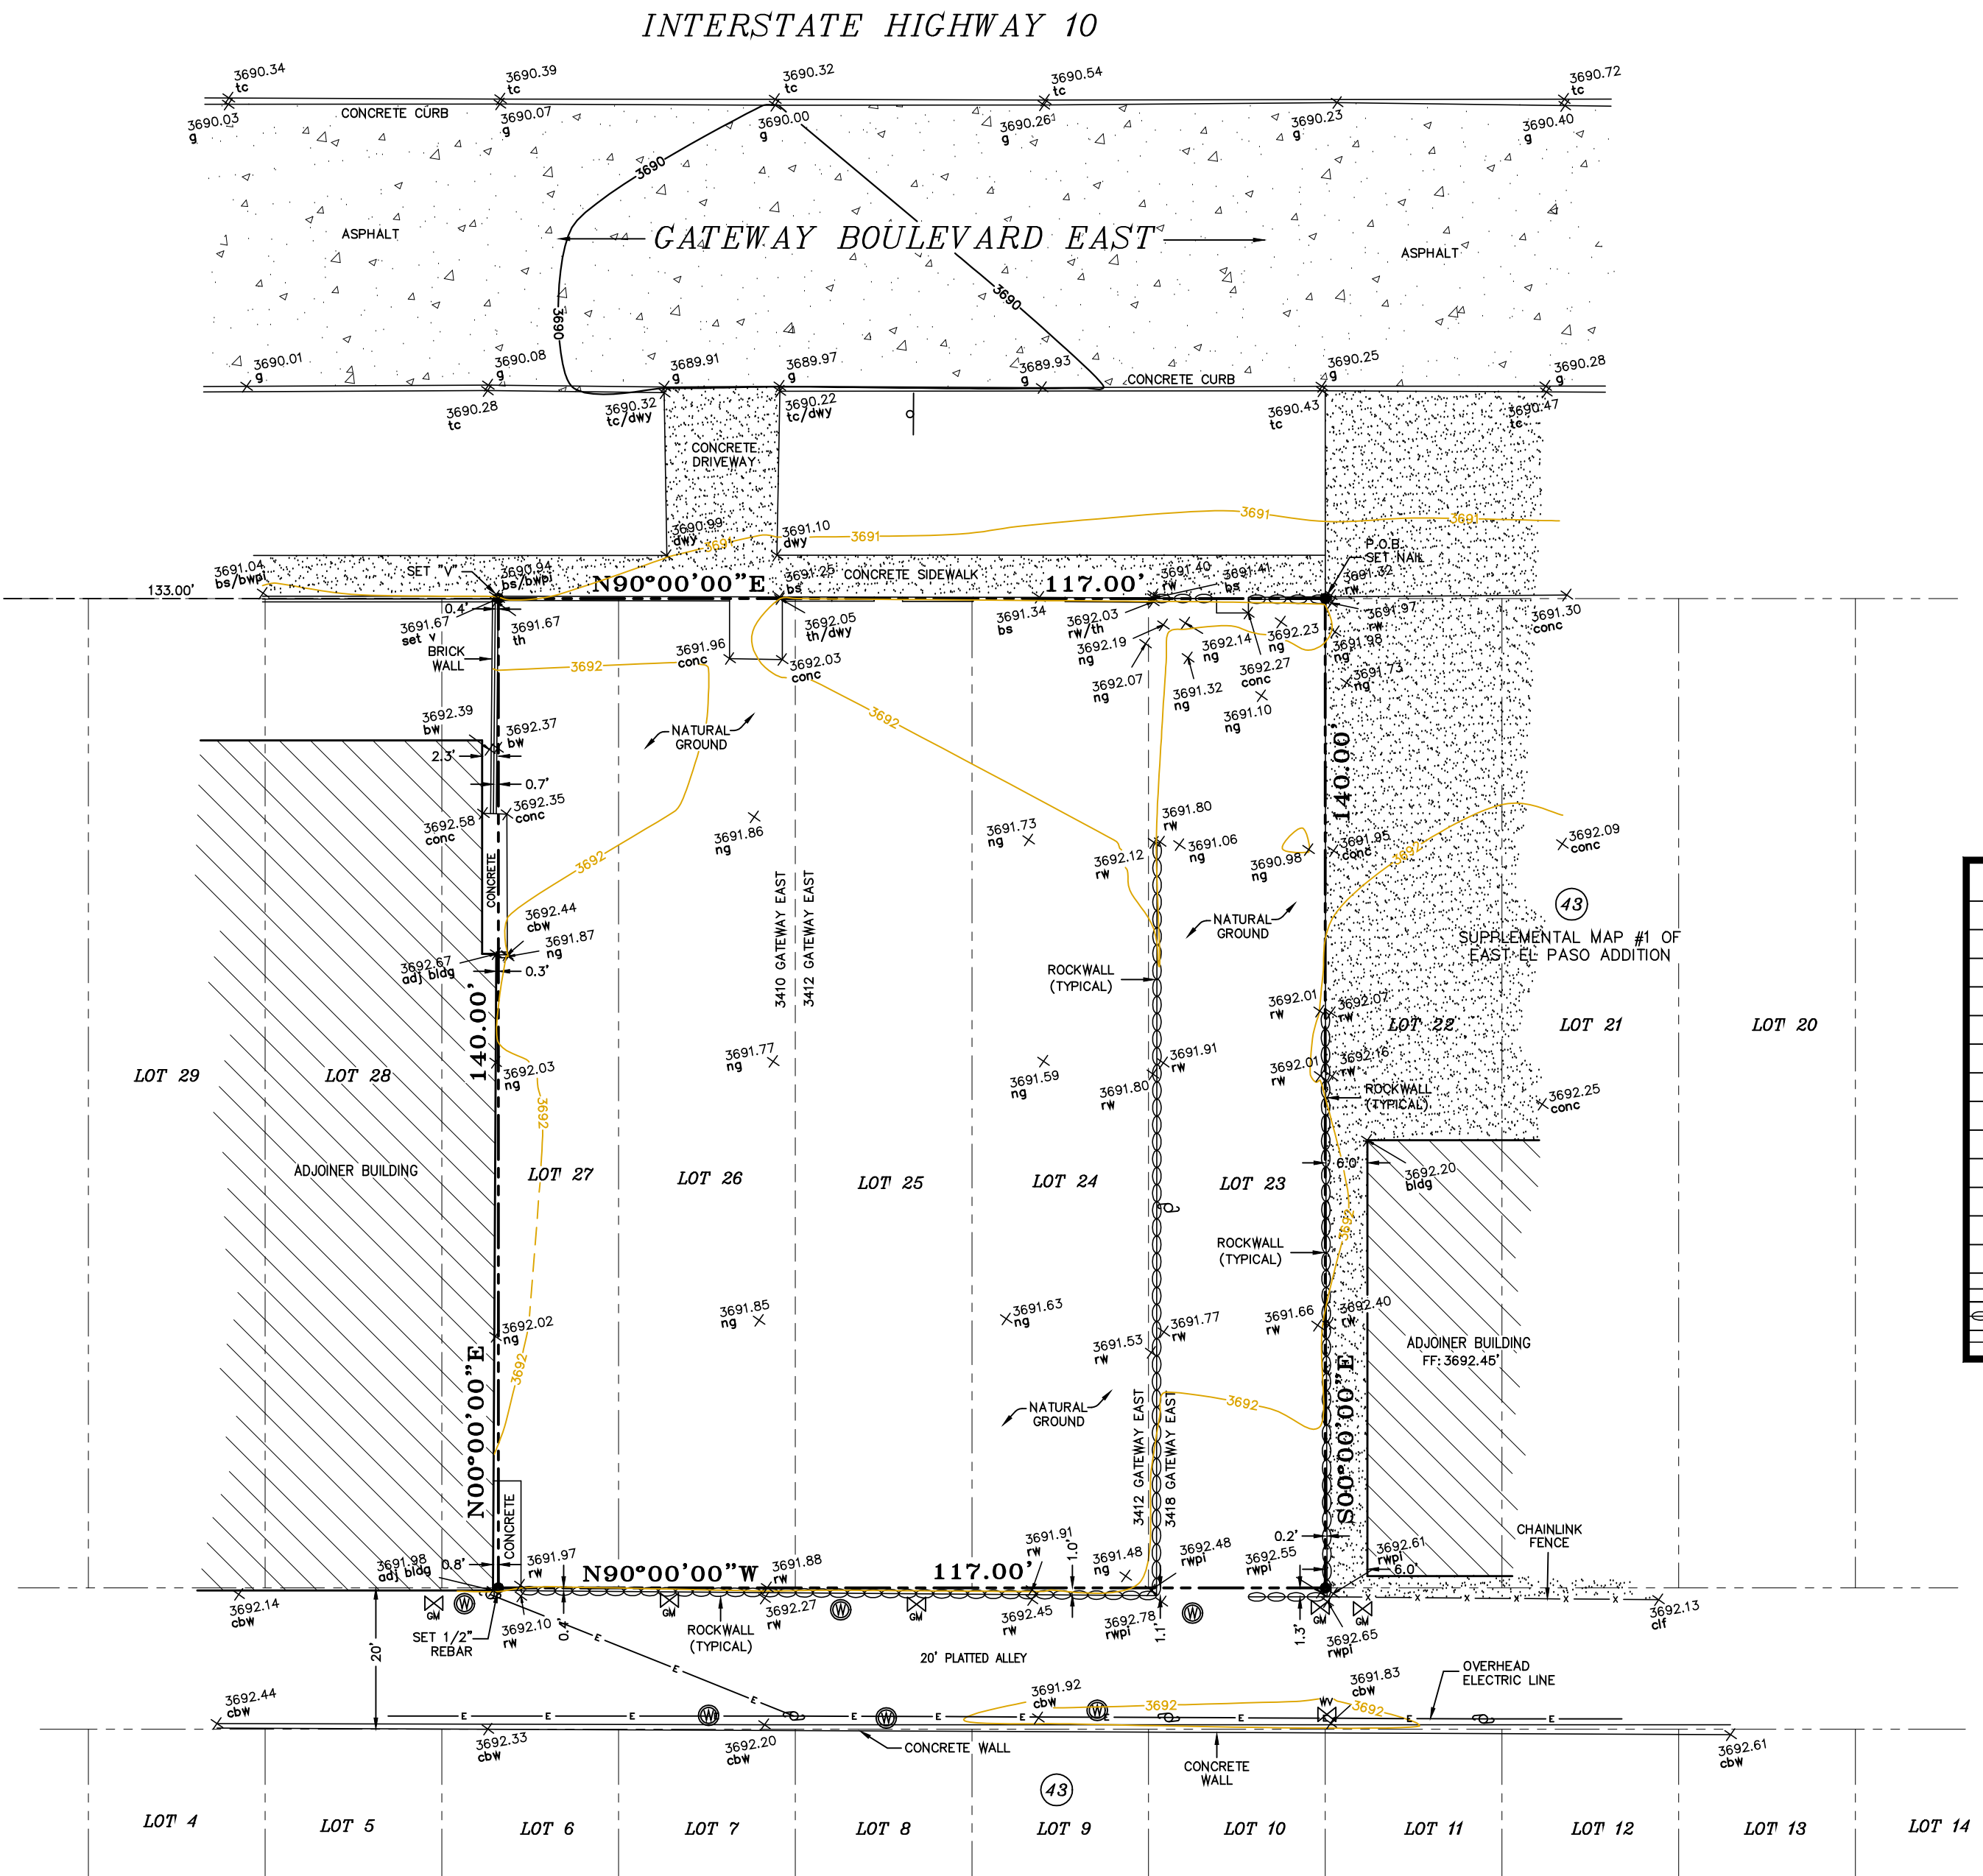 INTERSTATE HIGHWAY 10
3690.34
tc
3690.39
tc
3690.32
tc
3690.54
tc
3690.72
tc
CONCRETE CURB
3690.03
g
3690.07
g
3690.00
g
3690.26
g
3690.23
g
3690.40
g
3690
ASPHALT
GATEWAY BOULEVARD EAST
ASPHALT
3690
3690
3690.01
g
3690.08
g
3689.91
g
3689.97
g
3689.93
g
CONCRETE CURB
3690.25
g
3690.28
g
3690.28
tc
3690.32
tc/dwy
3690.22
tc/dwy
3690.43
tc
3690.47
tc
CONCRETE
DRIVEWAY
3690.99
dwy
3691.10
dwy
3691
3691
3691
3691
P.O.B.
SET NAIL
3691.04
bs/bwpi
SET "V"
3690.94
bs/bwpi
133.00'
N90°00'00"E
3691.25
bs
CONCRETE SIDEWALK
117.00'
3691.40
rw
3691.41
bs
3691.32
rw
0.4'
3691.67
set v
3691.67
th
3692.05
th/dwy
3691.34
bs
3692.03
rw/th
3691.97
rw
3691.30
conc
BRICK
WALL
3692
3691.96
conc
3692.03
conc
3692.19
ng
3692.14
ng
3692.23
ng
3691.98
ng
3692.07
ng
3691.32
ng
3692.27
conc
3691.73
ng
3691.10
ng
3692.39
bw
3692.37
bw
NATURAL
GROUND
3692
2.3'
0.7'
140.00'
3692.58
conc
3692.35
conc
3691.86
ng
3691.73
ng
3691.80
rw
3692.12
rw
3691.06
ng
3690.98
ng
3691.95
conc
3692
3692.09
conc
CONCRETE
3692
3410 GATEWAY EAST
3412 GATEWAY EAST
43
3692.44
cbw
3691.87
ng
NATURAL
GROUND
SUPPLEMENTAL MAP #1 OF
EAST EL PASO ADDITION
3692.67
adj bldg
0.3'
ROCKWALL
(TYPICAL)
140.00'
3692.01
rw
3692.07
rw
LOT 22
LOT 21
LOT 20
LOT 29
LOT 28
3692.03
ng
3691.77
ng
3691.59
ng
3691.80
rw
3691.91
rw
3692.01
rw
3692.16
rw
ROCKWALL
(TYPICAL)
3692.25
conc
3692
ADJOINER BUILDING
LOT 27
LOT 26
LOT 25
LOT 24
LOT 23
6.0'
3692.20
bldg
3692
ROCKWALL
(TYPICAL)
3692.02
ng
3691.85
ng
3691.63
ng
3691.53
rw
3691.77
rw
3691.66
rw
3692.40
rw
ADJOINER BUILDING
FF: 3692.45'
3692
N00°00'00"E
NATURAL
GROUND
3412 GATEWAY EAST
3418 GATEWAY EAST
3692
S00°00'00"E
CONCRETE
CHAINLINK
FENCE
3691.98
adj bldg
0.8'
3691.97
rw
N90°00'00"W
3691.88
rw
117.00'
3691.91
rw
1.0'
3691.48
ng
3692.48
rwpi
3692.55
rwpi
0.2'
3692.61
rwpi
6.0'
3692.14
cbw
GM
W
SET 1/2"
REBAR
3692.10
rw
0.4'
GM
ROCKWALL
(TYPICAL)
3692.27
rw
W
GM
3692.45
rw
3692.78
rwpi
1.1'
W
1.3'
GM
GM
3692.65
rwpi
x x x x x x
3692.13
clf
20'
20' PLATTED ALLEY
E
E
E
3692.44
cbw
3691.92
cbw
3692
3691.83
cbw
WV
3692
OVERHEAD
ELECTRIC LINE
E E E W E W E E W E E E E
3692.33
cbw
3692.20
cbw
CONCRETE WALL
CONCRETE
WALL
3692.61
cbw
43
LOT 4
LOT 5
LOT 6
LOT 7
LOT 8
LOT 9
LOT 10
LOT 11
LOT 12
LOT 13
LOT 14